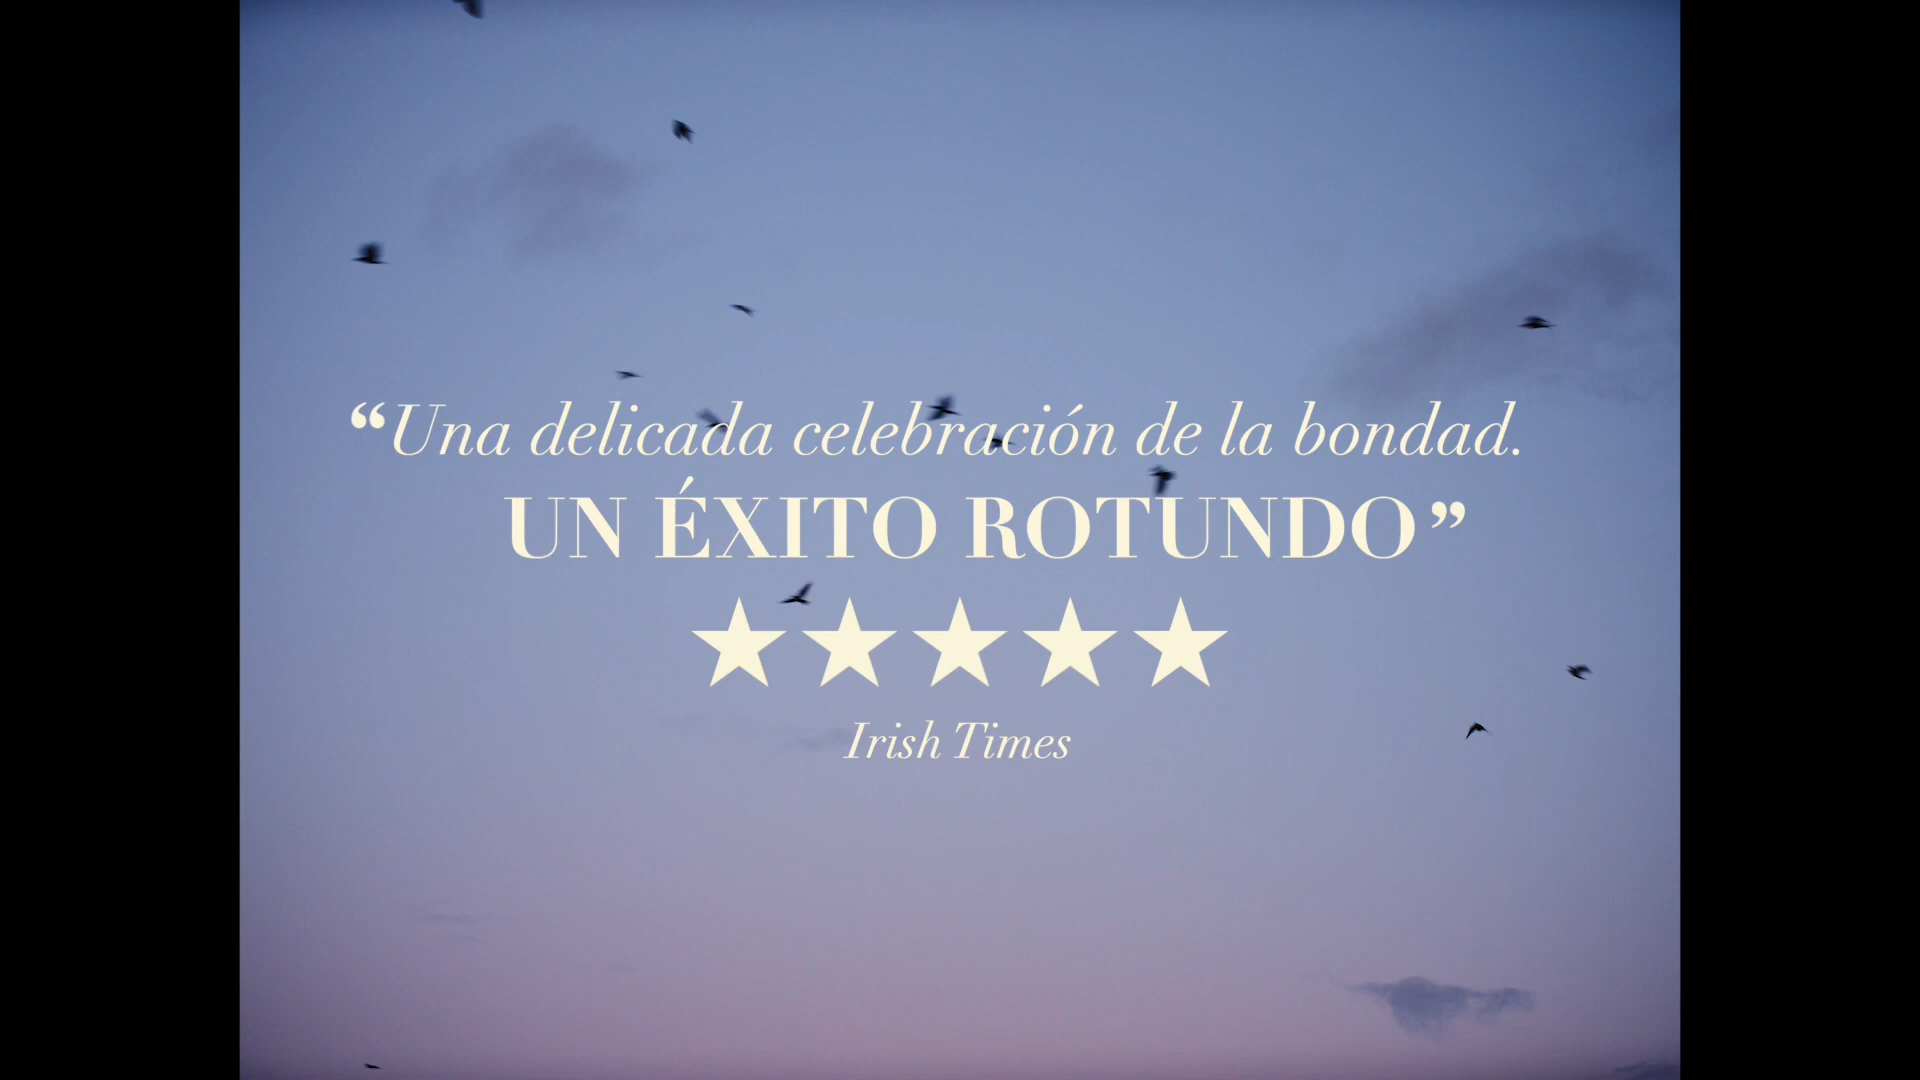 “Una delicada celebración de la bondad.
UN ÉXITO ROTUNDO”
★★★★★
Irish Times